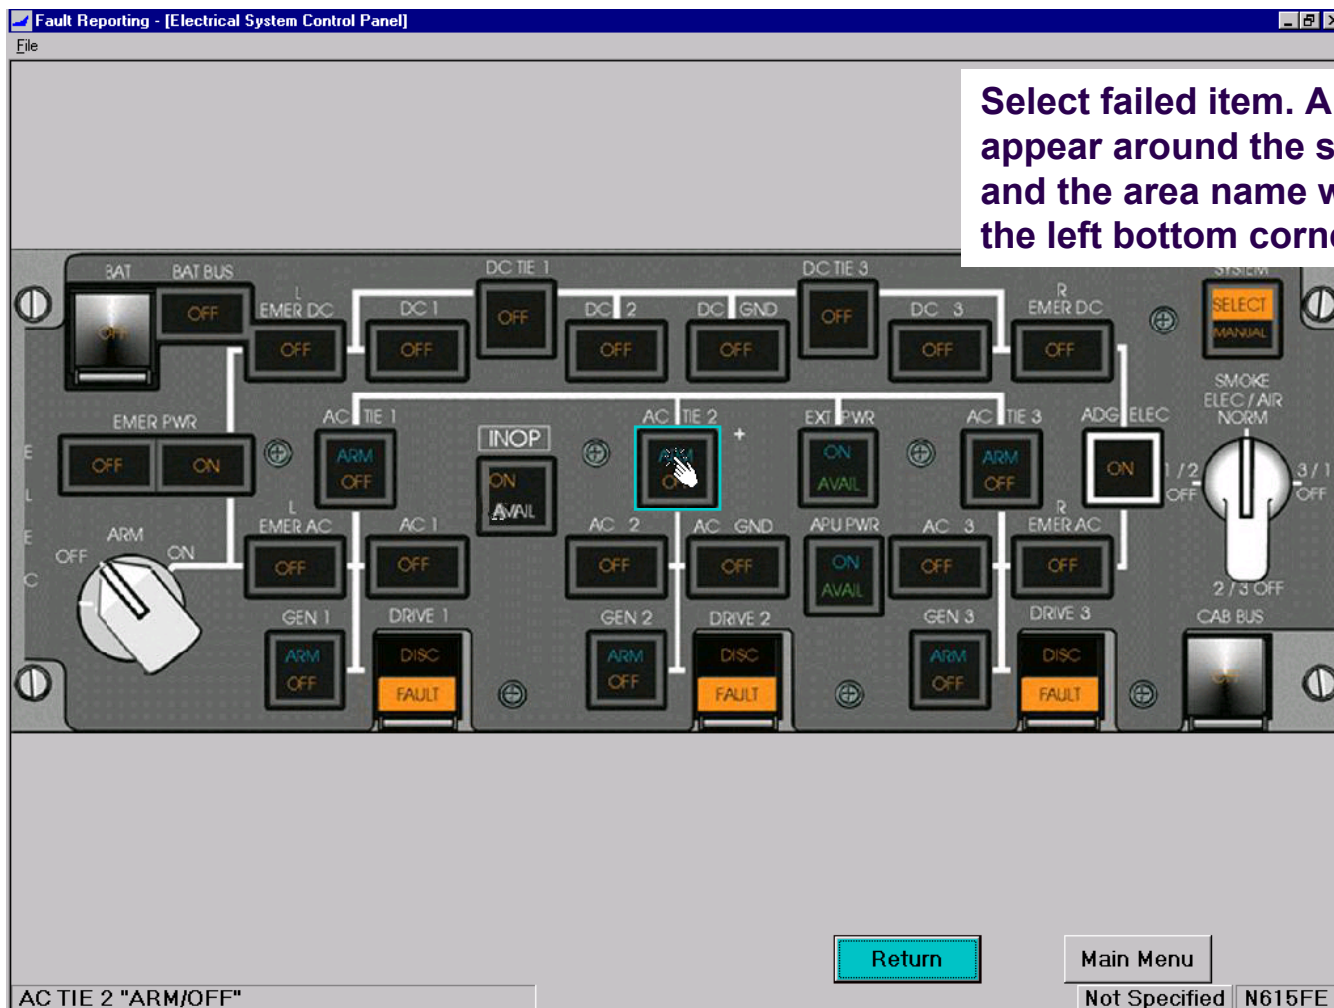 Fault Reporting - [Electrical System Control Panel]
File
Select failed item. A
appear around the s
and the area name w
the left bottom corne
BAT
BAT BUS
L
EMER DC
DC 1
DC TIE 1
DC 2
DC GND
DC TIE 3
DC 3
R
EMER DC
SYSTEM
OFF
OFF
OFF
OFF
OFF
OFF
OFF
OFF
OFF
OFF
SELECT
MANUAL
EMER PWR
OFF
ON
AC TIE 1
ARM
OFF
INOP
ON
AVAIL
AC TIE 2
+
ARM
EXT PWR
ON
AVAIL
AC TIE 3
ARM
OFF
ADG ELEC
ON
SMOKE
ELEC / AIR
NORM
1 / 2
OFF
3 / 1
OFF
2 / 3 OFF
E
L
E
C
ARM
OFF
ON
L
EMER AC
OFF
AC 1
OFF
AC 2
OFF
AC GND
OFF
APU PWR
ON
AVAIL
AC 3
OFF
R
EMER AC
OFF
GEN 1
ARM
OFF
DRIVE 1
DISC
FAULT
GEN 2
ARM
OFF
DRIVE 2
DISC
FAULT
GEN 3
ARM
OFF
DRIVE 3
DISC
FAULT
CAB BUS
OFF
Return
Main Menu
AC TIE 2 "ARM/OFF"
Not Specified
N615FE